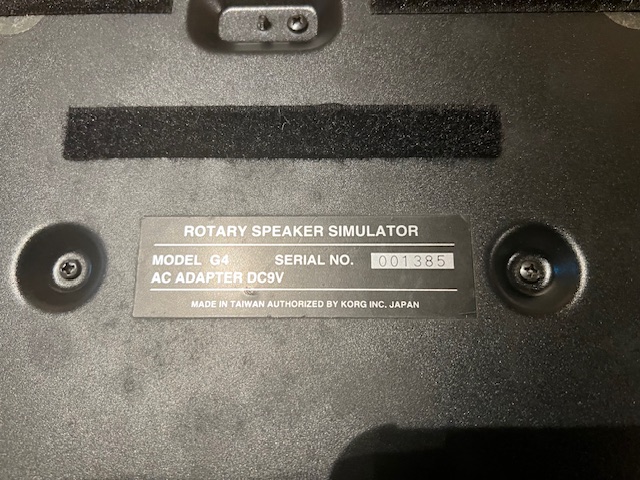 ROTARY SPEAKER SIMULATOR
MODEL G4 SERIAL NO. 001385
AC ADAPTER DC9V
MADE IN TAIWAN AUTHORIZED BY KORG INC. JAPAN